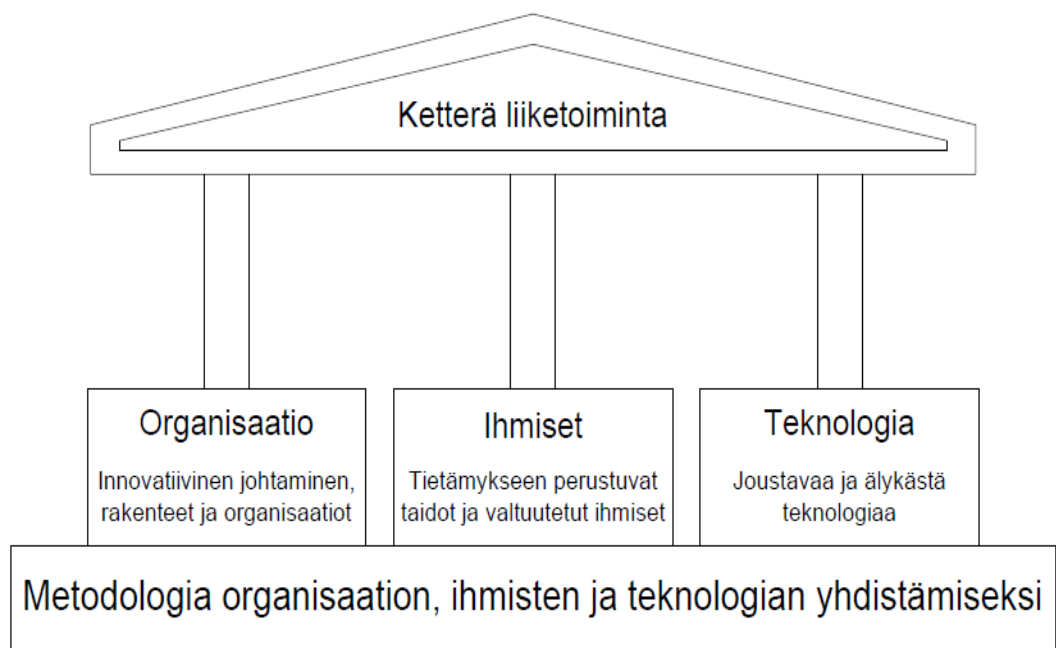 Ketterä liiketoiminta
Organisaatio
Innovatiivinen johtaminen,
rakenteet ja organisaatiot
Ihmiset
Tietämykseen perustuvat
taidot ja valtuutetut ihmiset
Teknologia
Joustavaa ja älykästä
teknologiaa
Metodologia organisaation, ihmisten ja teknologian yhdistämiseksi